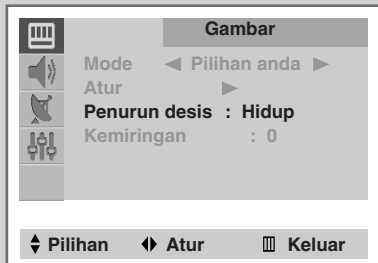 Gambar
Mode ◀ Pilihan anda ▶
Atur ▶
Penurun desis : Hidup
Kemiringan : 0
Pilihan Atur Keluar